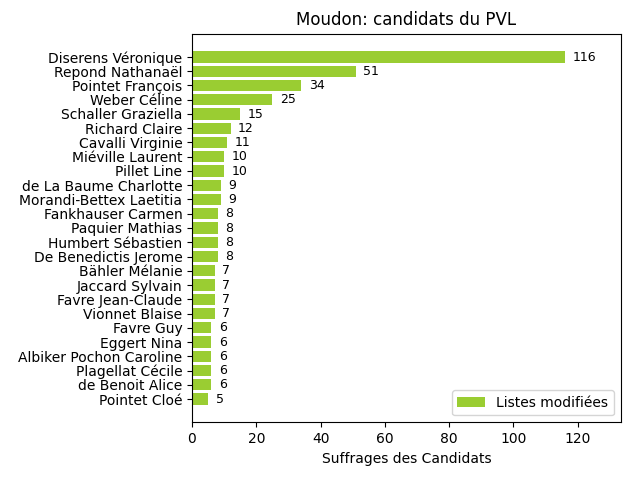 Moudon: candidats du PVL
Diserens Véronique 116
Repond Nathanaël 51
Pointet François 34
Weber Céline 25
Schaller Graziella 15
Richard Claire 12
Cavalli Virginie 11
Miéville Laurent 10
Pillet Line 10
de La Baume Charlotte 9
Morandi-Bettex Laetitia 9
Fankhauser Carmen 8
Paquier Mathias 8
Humbert Sébastien 8
De Benedictis Jerome 8
Bähler Mélanie 7
Jaccard Sylvain 7
Favre Jean-Claude 7
Vionnet Blaise 7
Favre Guy 6
Eggert Nina 6
Albiker Pochon Caroline 6
Plagellat Cécile 6
de Benoit Alice 6
Pointet Cloé 5
Listes modifiées
0 20 40 60 80 100 120
Suffrages des Candidats